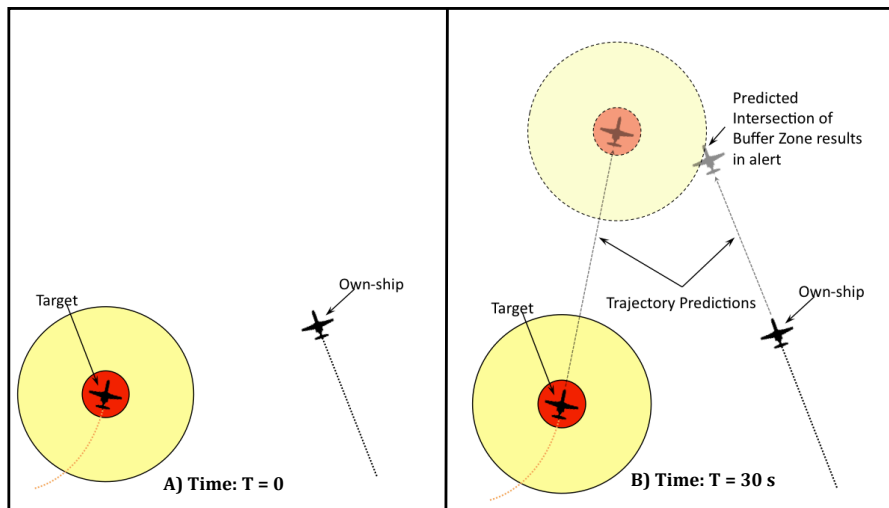 Target
Own-ship
A) Time: T = 0
Predicted
Intersection of
Buffer Zone results
in alert
Target
Trajectory Predictions
Own-ship
B) Time: T = 30 s